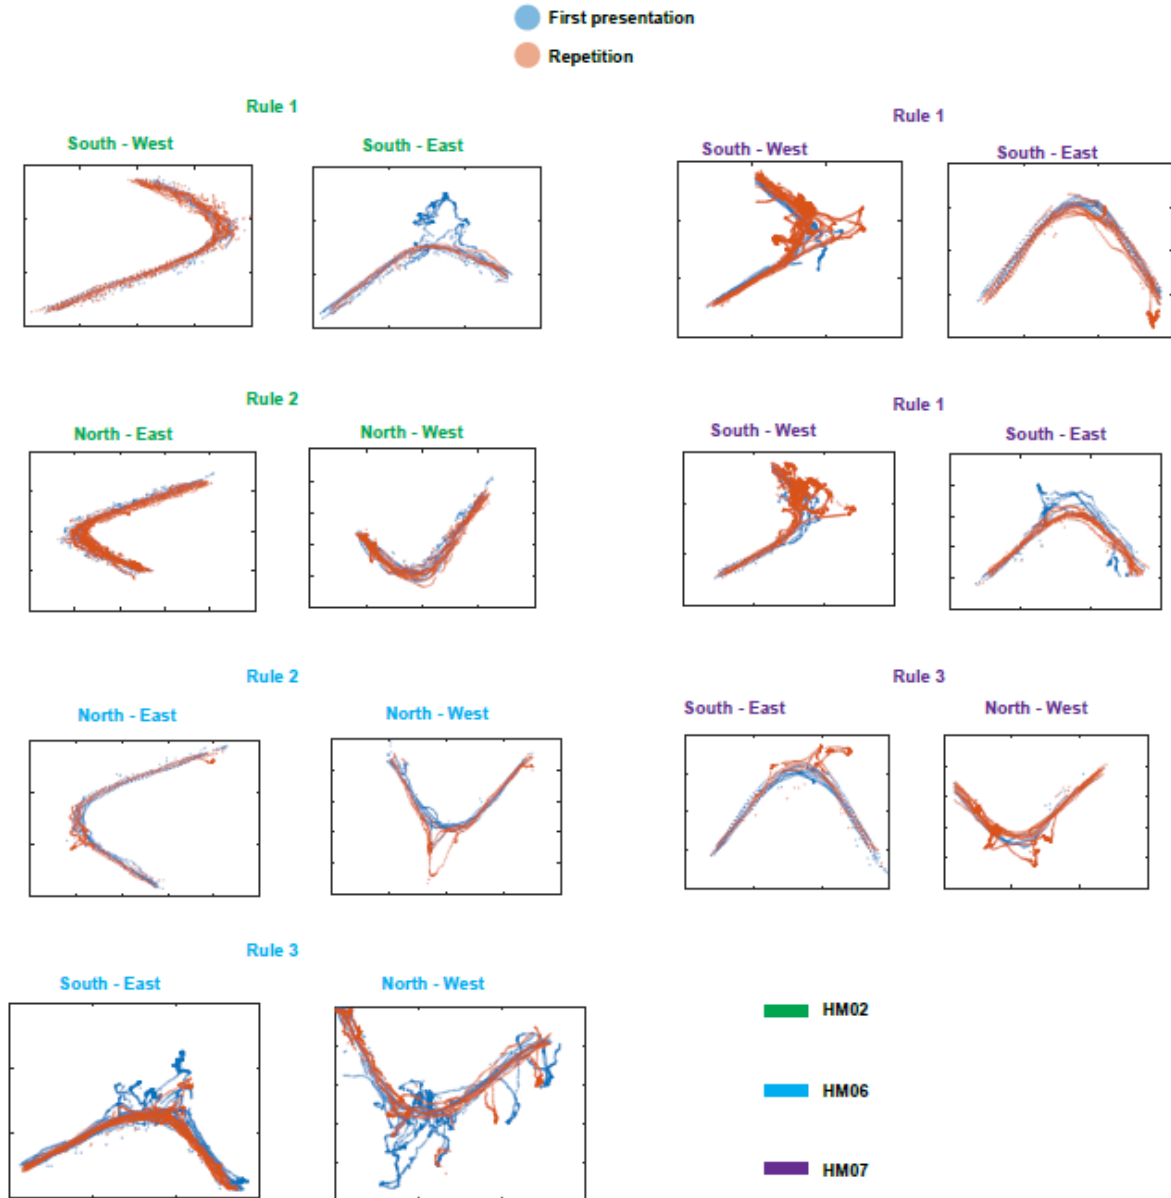 First presentation
Repetition
Rule 1
South - West
South - East
Rule 1
South - West
South - East
Rule 2
North - East
North - West
Rule 1
South - West
South - East
Rule 2
North - East
North - West
Rule 3
South - East
North - West
Rule 3
South - East
North - West
HM02
HM06
HM07